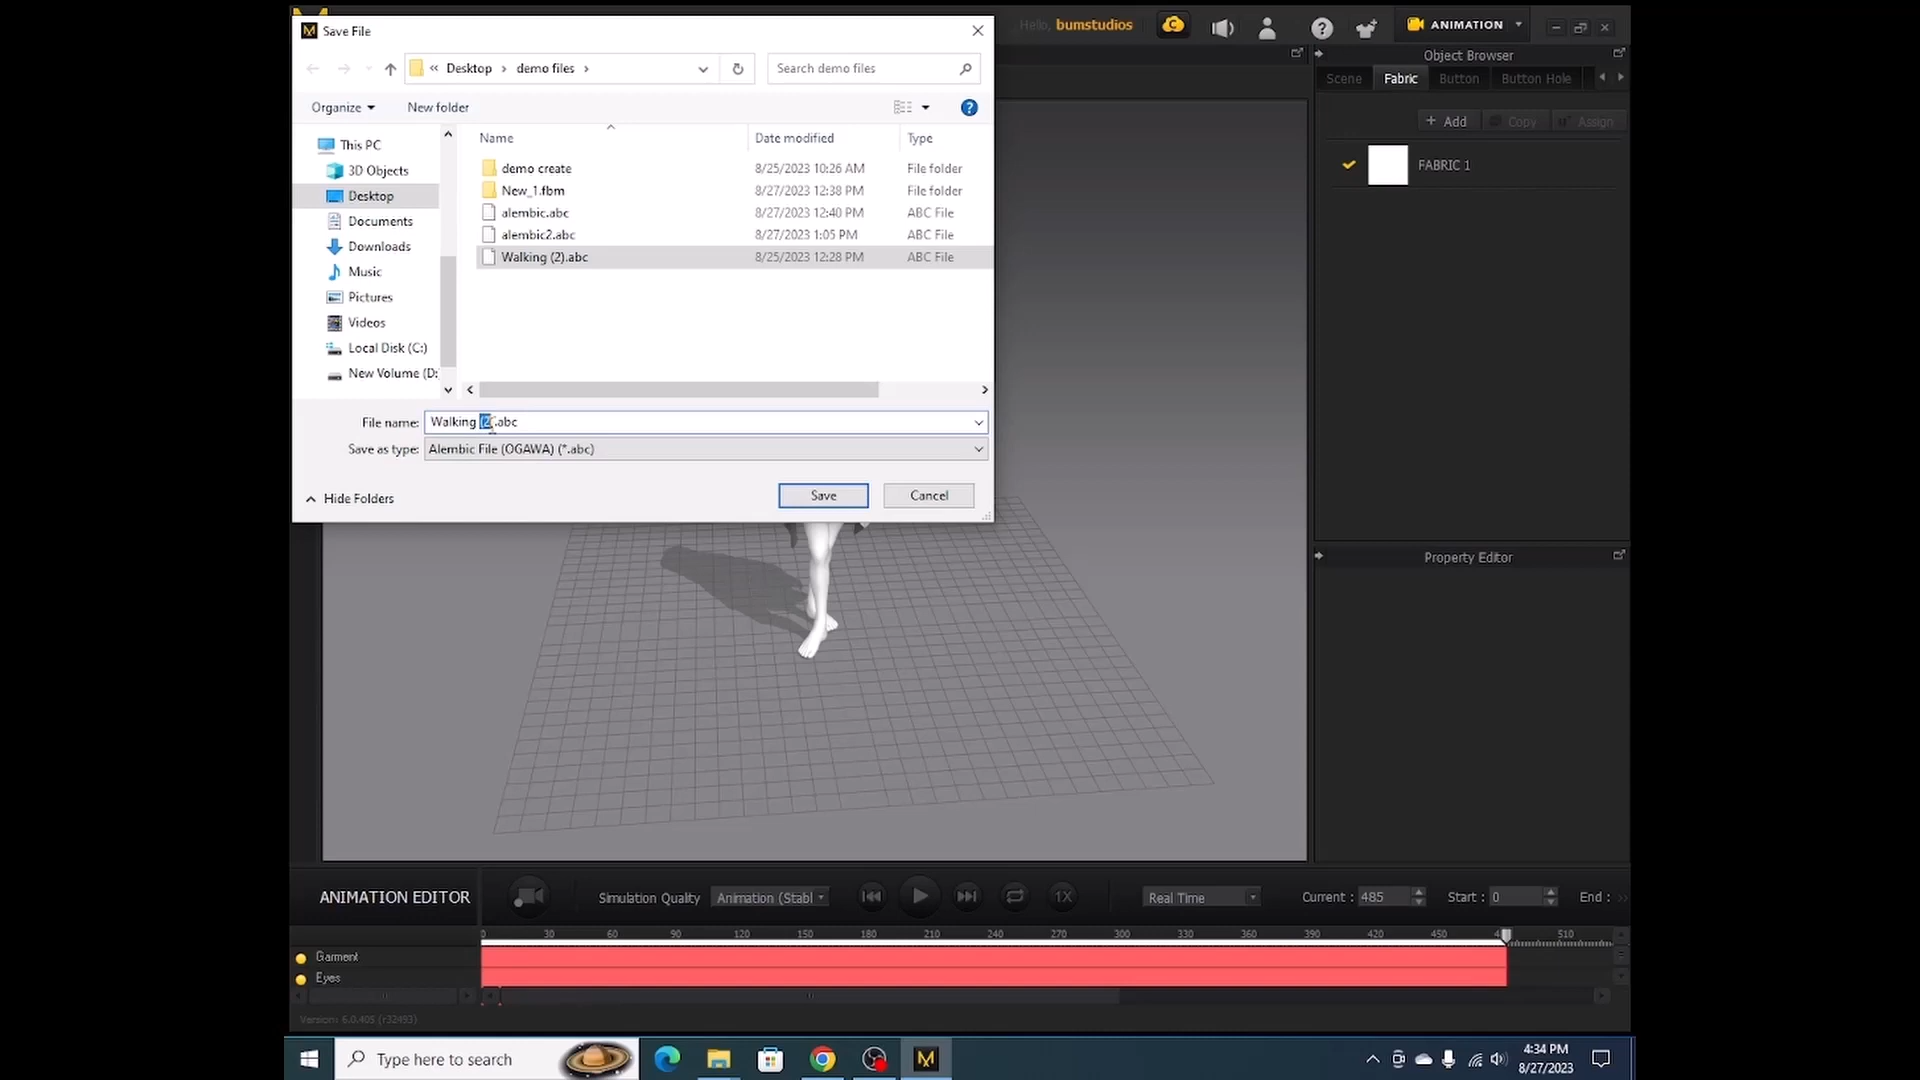 Save File
Hello, bumstudios
ANIMATION
« Desktop › demo files ›
Search demo files
Organize
New folder
Name
Date modified
Type
This PC
3D Objects
Desktop
Documents
Downloads
Music
Pictures
Videos
Local Disk (C:)
New Volume (D:
demo create 8/25/2023 10:26 AM File folder
New_1.fbm 8/27/2023 12:38 PM File folder
alembic.abc 8/27/2023 12:40 PM ABC File
alembic2.abc 8/27/2023 1:05 PM ABC File
Walking (2).abc 8/25/2023 12:28 PM ABC File
File name: Walking (2).abc
Save as type: Alembic File (OGAWA) (*.abc)
Hide Folders
Save
Cancel
Object Browser
Scene Fabric Button Button Hole
+ Add Copy Assign
FABRIC 1
Property Editor
ANIMATION EDITOR
Simulation Quality Animation (Stabl
1X
Real Time
Current : 485 Start : 0 End :
0 30 60 90 120 150 180 210 240 270 300 330 360 390 420 450 510
Garment
Eyes
Version: 6.0.405 (r32493)
Type here to search
4:34 PM
8/27/2023